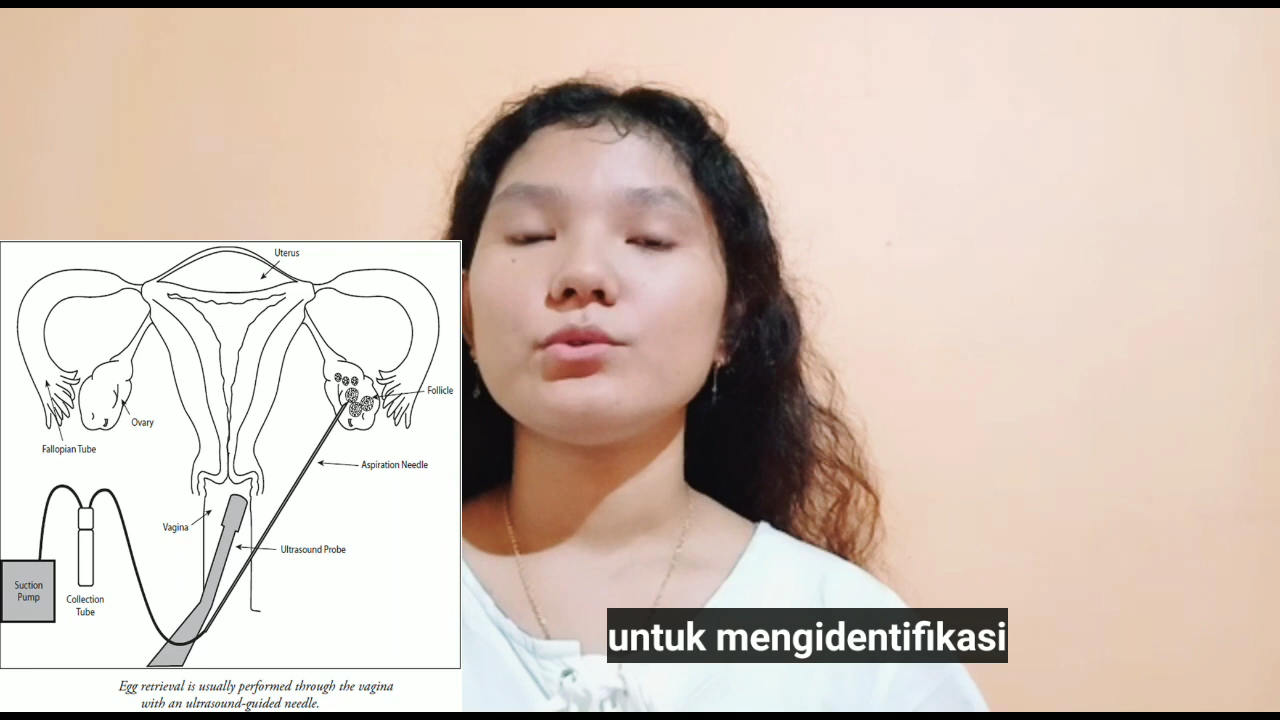 Uterus
Follicle
Ovary
Fallopian Tube
Aspiration Needle
Vagina
Ultrasound Probe
Suction
Pump
Collection
Tube
Egg retrieval is usually performed through the vagina
with an ultrasound-guided needle.
untuk mengidentifikasi